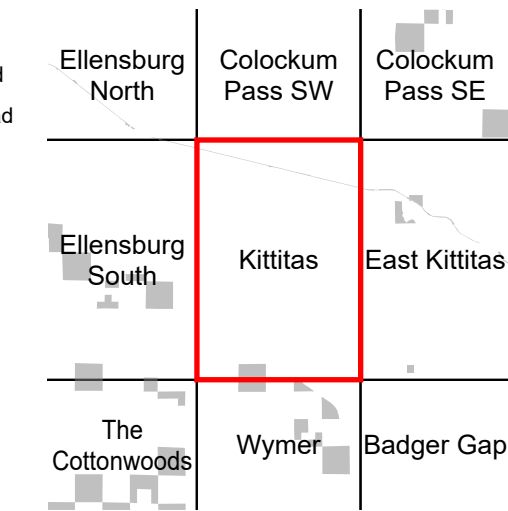 Ellensburg
North
Colockum
Pass SW
Colockum
Pass SE
Ellensburg
South
Kittitas
East Kittitas
The
Cottonwoods
Wymer
Badger Gap